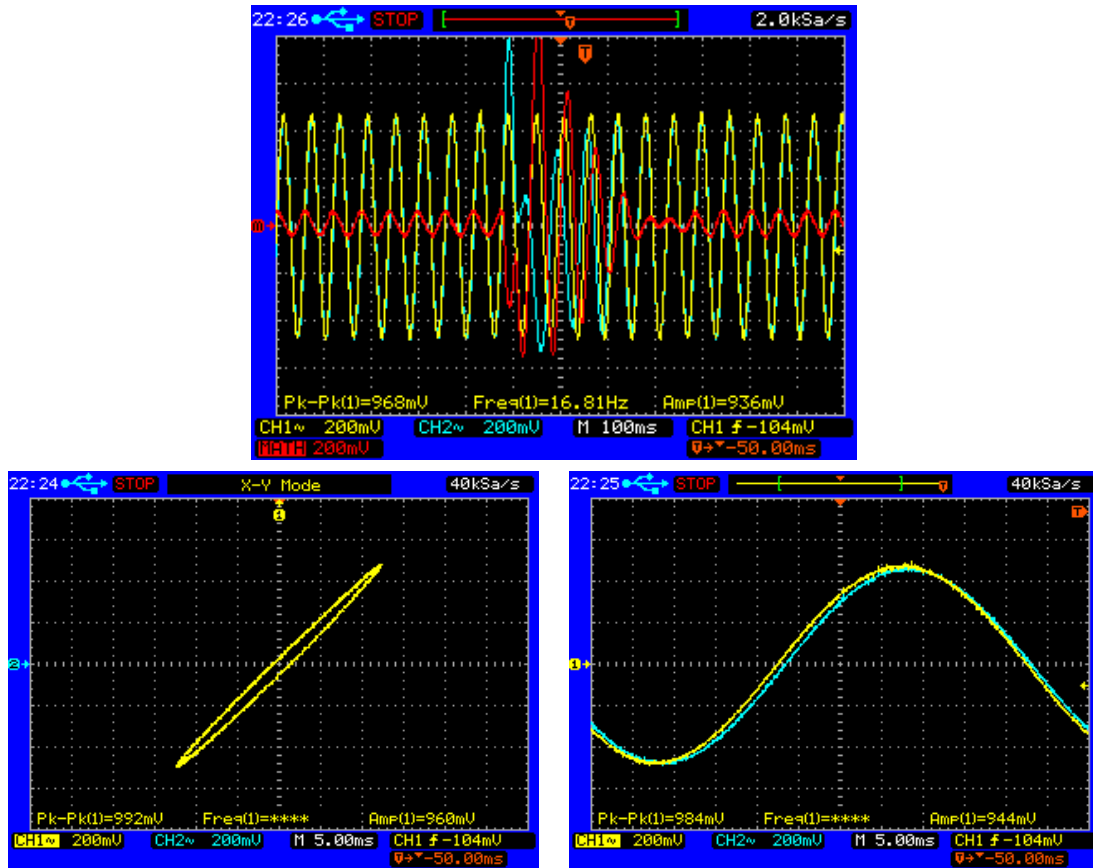 22:26 STOP T 2.0kSa/s
T
m
Pk-Pk(1)=968mV Freq(1)=16.81Hz Amp(1)=936mV
CH1~ 200mV CH2~ 200mV M 100ms CH1 ⨍-104mV
MATH 200mV T→▼-50.00ms
22:24 STOP X-Y Mode 40kSa/s
1
2
Pk-Pk(1)=992mV Freq(1)=**** Amp(1)=960mV
CH1~ 200mV CH2~ 200mV M 5.00ms CH1 ⨍-104mV
T→▼-50.00ms
22:25 STOP T 40kSa/s
T
1
Pk-Pk(1)=984mV Freq(1)=**** Amp(1)=944mV
CH1~ 200mV CH2~ 200mV M 5.00ms CH1 ⨍-104mV
T→▼-50.00ms